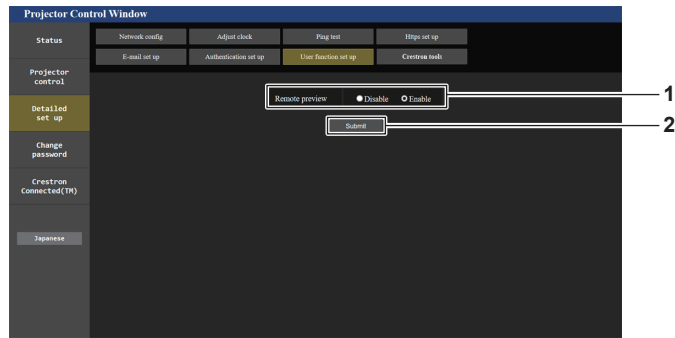 Projector Control Window
Status
Network config
Adjust clock
Ping test
Https set up
E-mail set up
Authentication set up
User function set up
Crestron tools
Projector
control
Detailed
set up
Change
password
Crestron
Connected(TM)
Japanese
Remote preview
Disable
Enable
1
Submit
2